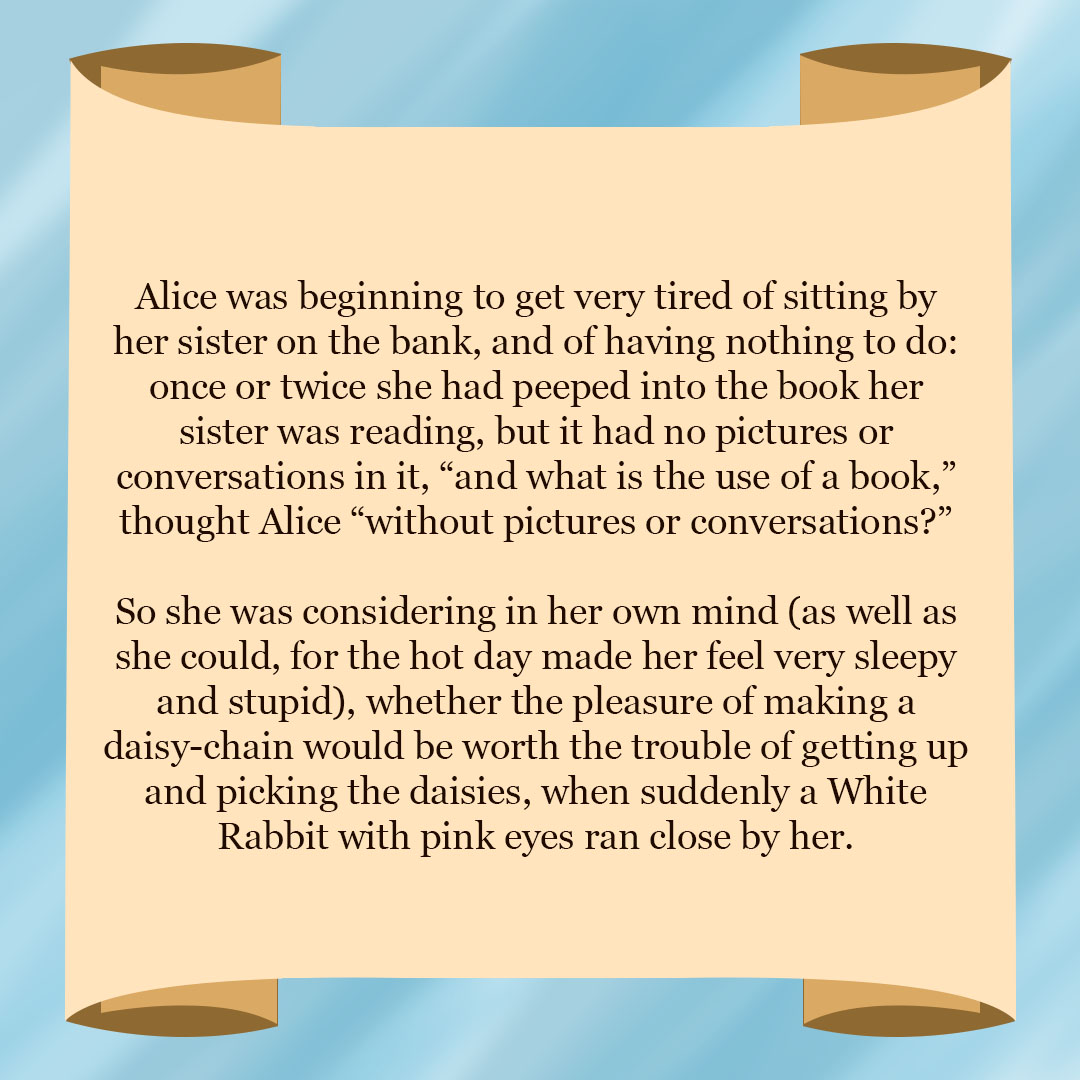 Alice was beginning to get very tired of sitting by
her sister on the bank, and of having nothing to do:
once or twice she had peeped into the book her
sister was reading, but it had no pictures or
conversations in it, “and what is the use of a book,”
thought Alice “without pictures or conversations?”

So she was considering in her own mind (as well as
she could, for the hot day made her feel very sleepy
and stupid), whether the pleasure of making a
daisy-chain would be worth the trouble of getting up
and picking the daisies, when suddenly a White
Rabbit with pink eyes ran close by her.